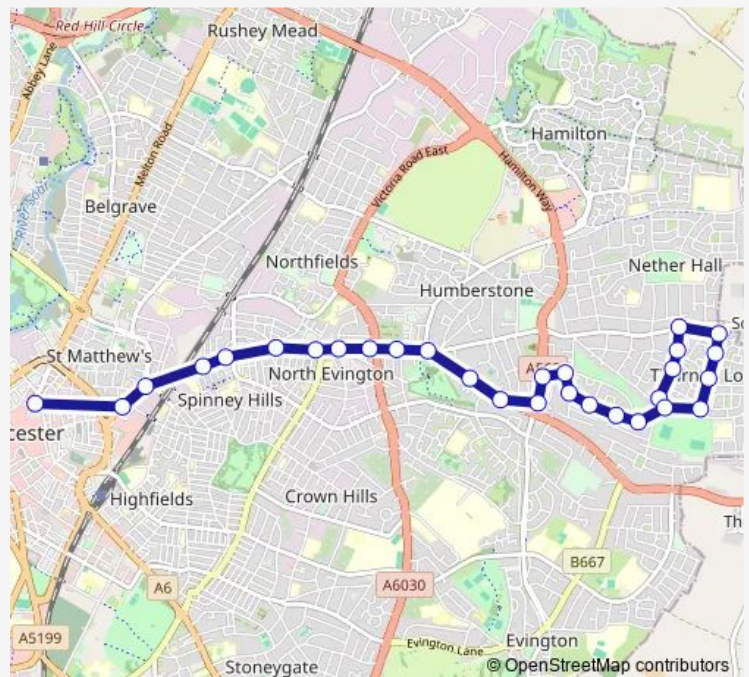 Red Hill Circle
Rushey Mead
Abbey Lane
Melton Road
Hamilton
Victoria Road East
Hamilton Way
River Soar
Belgrave
Northfields
Nether Hall
Humberstone
St Matthew's
North Evington
Spinney Hills
cester
Highfields
Crown Hills
Th
B667
A6
A6030
A5199
Evington Lane
Evington
Stoneygate
© OpenStreetMap contributors